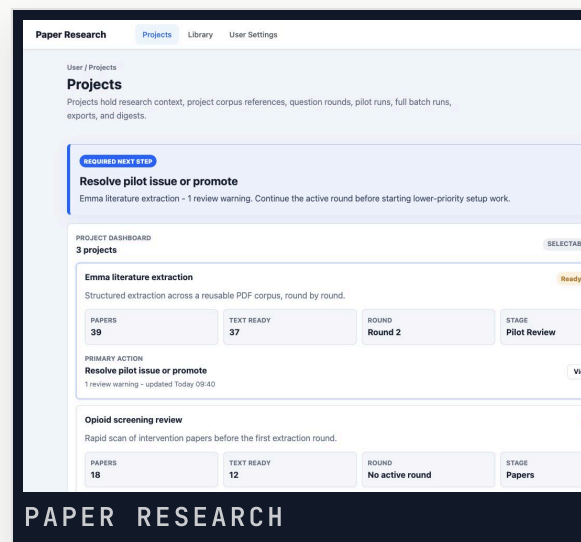 Paper Research Projects Library User Settings
User / Projects
Projects
Projects hold research context, project corpus references, question rounds, pilot runs, full batch runs,
exports, and digests.
REQUIRED NEXT STEP
Resolve pilot issue or promote
Emma literature extraction - 1 review warning. Continue the active round before starting lower-priority setup work.
PROJECT DASHBOARD
3 projects
SELECTAB
Emma literature extraction
Ready
Structured extraction across a reusable PDF corpus, round by round.
PAPERS TEXT READY ROUND STAGE
39 37 Round 2 Pilot Review
PRIMARY ACTION
Resolve pilot issue or promote
Vi
1 review warning - updated Today 09:40
Opioid screening review
Rapid scan of intervention papers before the first extraction round.
PAPERS TEXT READY ROUND STAGE
18 12 No active round Papers
PAPER RESEARCH